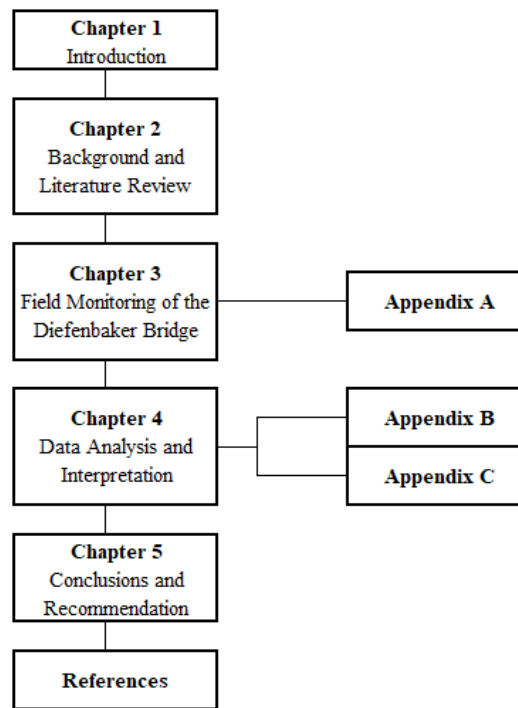 Chapter 1
Introduction
Chapter 2
Background and
Literature Review
Chapter 3
Field Monitoring of the
Diefenbaker Bridge
Appendix A
Chapter 4
Data Analysis and
Interpretation
Appendix B
Appendix C
Chapter 5
Conclusions and
Recommendation
References